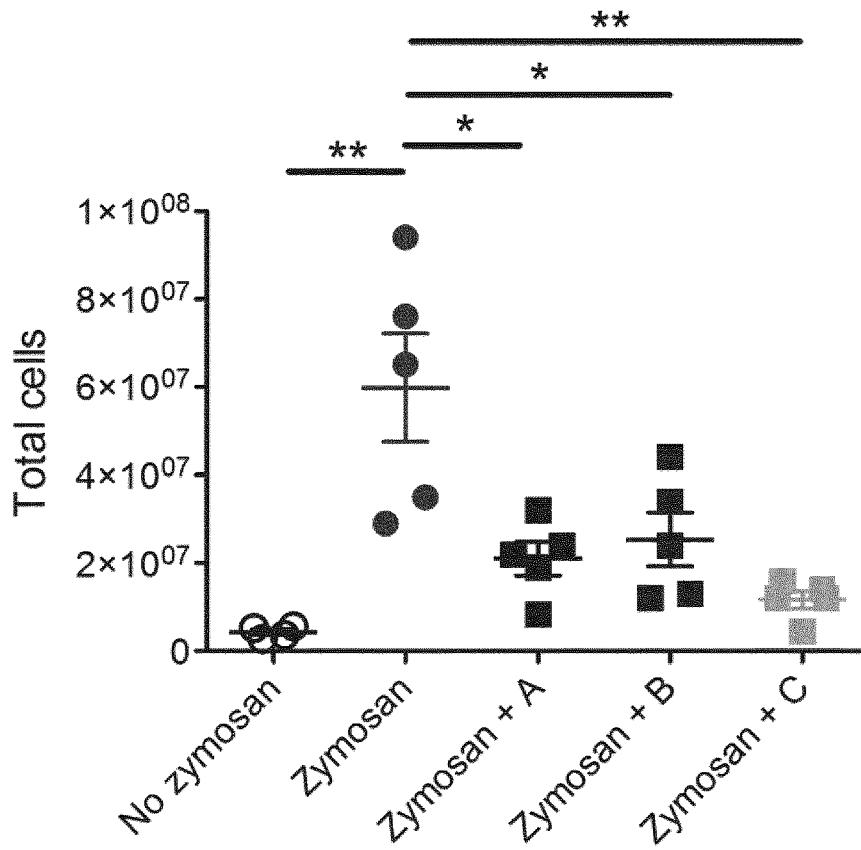 **
*
*
**
1×10⁰⁸
8×10⁰⁷
6×10⁰⁷
4×10⁰⁷
2×10⁰⁷
0
Total cells
No zymosan
Zymosan
Zymosan + A
Zymosan + B
Zymosan + C